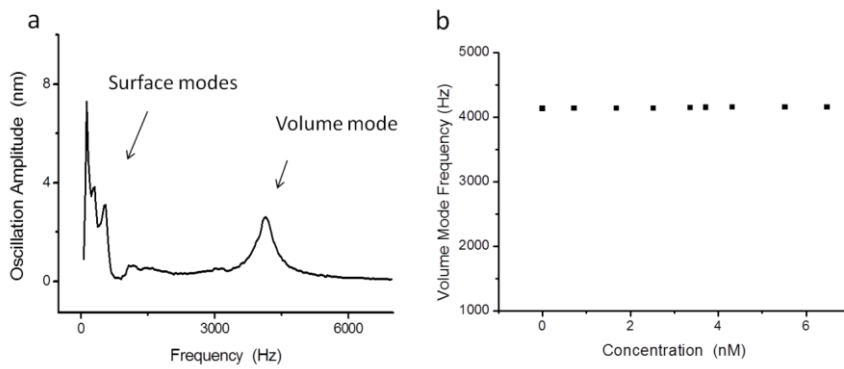 a
Surface modes
Volume mode
Oscillation Amplitude (nm)
8
4
0
0
3000
6000
Frequency (Hz)
b
Volume Mode Frequency (Hz)
5000
4000
3000
2000
1000
0
2
4
6
Concentration (nM)